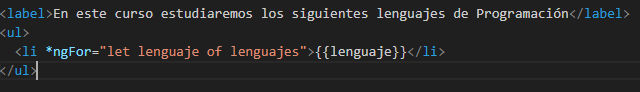 <label>En este curso estudiaremos los siguientes lenguajes de Programación</label>
<ul>
<li *ngFor="let lenguaje of lenguajes">{{lenguaje}}</li>
</ul>